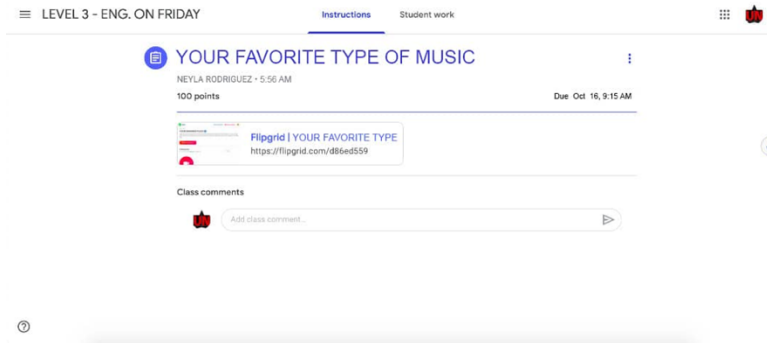 LEVEL 3 - ENG. ON FRIDAY
Instructions
Student work
UN
YOUR FAVORITE TYPE OF MUSIC
NEYLA RODRIGUEZ • 5:56 AM
100 points
Due Oct 16, 9:15 AM
Flipgrid | YOUR FAVORITE TYPE
https://flipgrid.com/d86ed559
Class comments
UN
Add class comment...